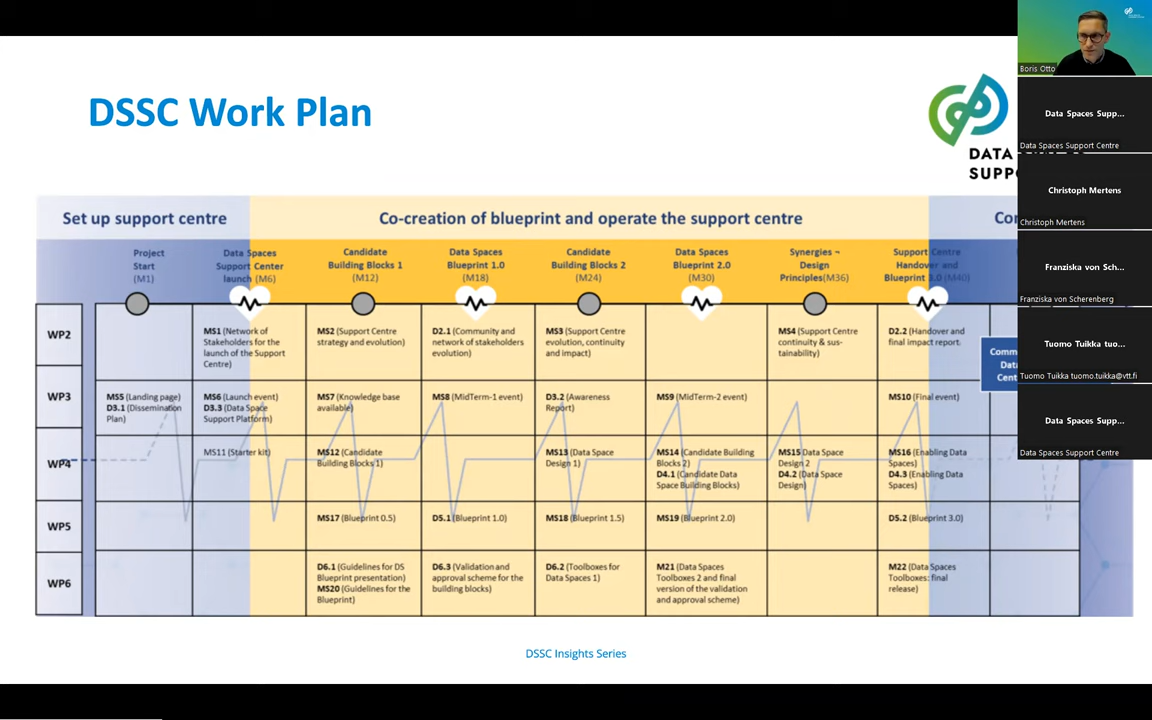 DSSC Work Plan
DATA
SUPP
Set up support centre
Co-creation of blueprint and operate the support centre
Project
Start
(M1)
Data Spaces
Support Center
launch (M6)
Candidate
Building Blocks 1
(M12)
Data Spaces
Blueprint 1.0
(M18)
Candidate
Building Blocks 2
(M24)
Data Spaces
Blueprint 2.0
(M30)
Synergies ¬
Design
Principles(M36)
Support Centre
Handover and
Blueprint 3.0 (M40)
WP2
MS1 (Network of
Stakeholders for the
launch of the Support
Centre)
MS2 (Support Centre
strategy and evolution)
D2.1 (Community and
network of stakeholders
evolution)
MS3 (Support Centre
evolution, continuity
and impact)
MS4 (Support Centre
continuity & sus-
tainability)
D2.2 (Handover and
final impact report.
Comm
Data
Cent
WP3
MS5 (Landing page)
D3.1 (Dissemination
Plan)
MS6 (Launch event)
D3.3 (Data Space
Support Platform)
MS7 (Knowledge base
available)
MS8 (MidTerm-1 event)
D3.2 (Awareness
Report)
MS9 (MidTerm-2 event)
MS10 (Final event)
WP4
MS11 (Starter kit)
MS12 (Candidate
Building Blocks 1)
MS13 (Data Space
Design 1)
MS14 (Candidate Building
Blocks 2)
D4.1 (Candidate Data
Space Building Blocks)
MS15 Data Space
Design 2
D4.2 (Data Space
Design)
MS16 (Enabling Data
Spaces)
D4.3 (Enabling Data
Spaces)
WP5
MS17 (Blueprint 0.5)
D5.1 (Blueprint 1.0)
MS18 (Blueprint 1.5)
MS19 (Blueprint 2.0)
D5.2 (Blueprint 3.0)
WP6
D6.1 (Guidelines for DS
Blueprint presentation)
MS20 (Guidelines for the
Blueprint)
D6.3 (Validation and
approval scheme for the
building blocks)
D6.2 (Toolboxes for
Data Spaces 1)
M21 (Data Spaces
Toolboxes 2 and final
version of the validation
and approval scheme)
M22 (Data Spaces
Toolboxes: final
release)
DSSC Insights Series
Boris Otto
Data Spaces Supp...
Data Spaces Support Centre
Christoph Mertens
Christoph Mertens
Franziska von Sch...
Franziska von Scherenberg
Tuomo Tuikka tuo...
Tuomo Tuikka tuomo.tuikka@vtt.fi
Data Spaces Supp...
Data Spaces Support Centre